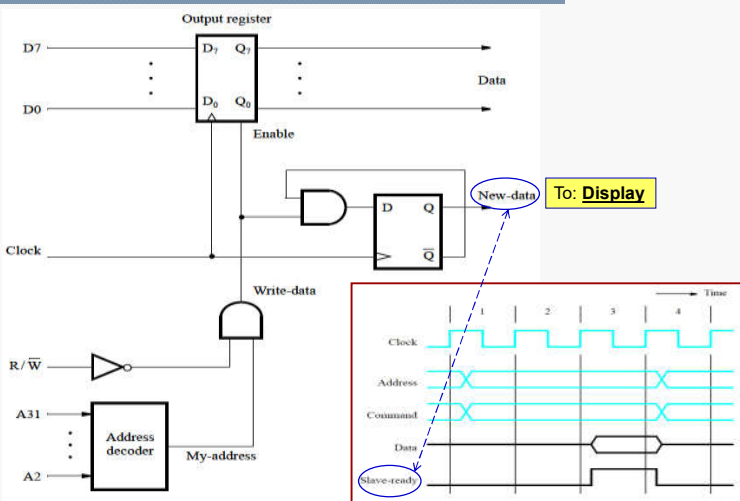 Output register
D7
D₇ Q₇
Data
D0
D₀ Q₀
Enable
D Q
New-data
To: Display
Clock
Q̅
Write-data
Time
1 2 3 4
Clock
R/W̅
Address
A31
Command
Address
decoder
My-address
Data
A2
Slave-ready